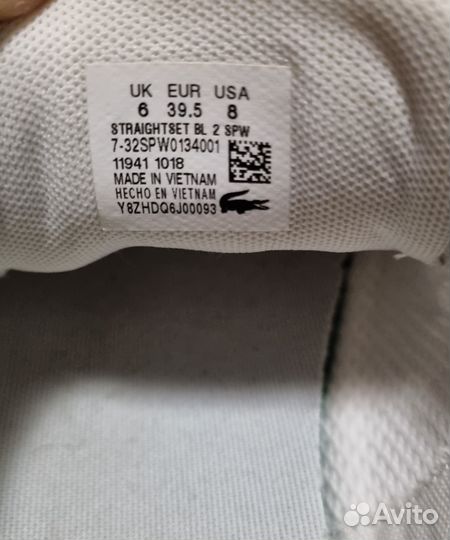 UK EUR USA
6 39.5 8
STRAIGHTSET BL 2 SPW
7-32SPW0134001
11941 1018
MADE IN VIETNAM
HECHO EN VIETNAM
Y8ZHDQ6J00093
Avito